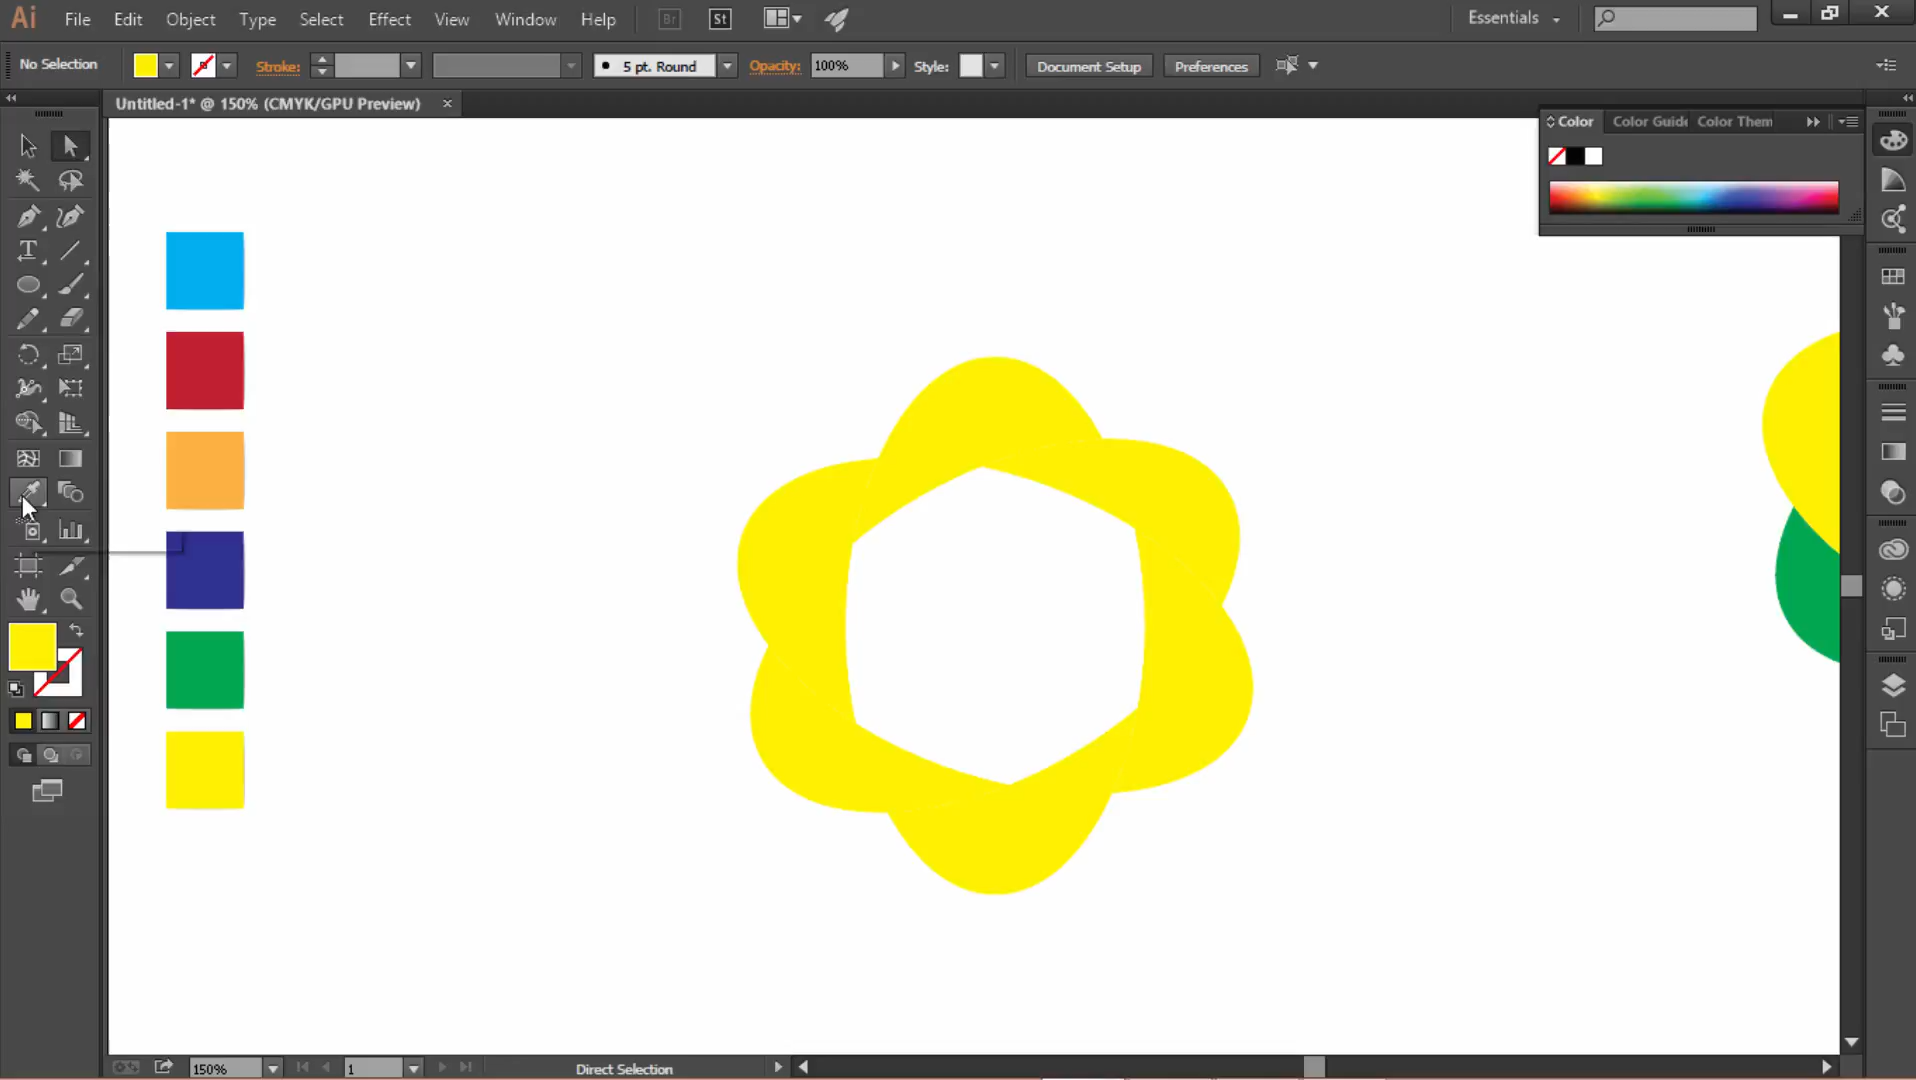 Ai File Edit Object Type Select Effect View Window Help Br St Essentials
No Selection Stroke: 5 pt. Round Opacity: 100% Style: Document Setup Preferences
Untitled-1* @ 150% (CMYK/GPU Preview)
Color Color Guide Color Them
150% 1 Direct Selection